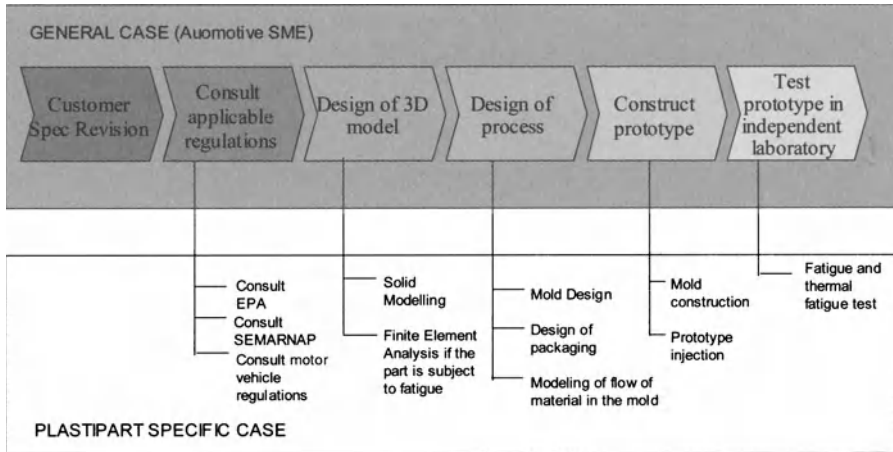 GENERAL CASE (Auomotive SME)
Customer
Spec Revision
Consult
applicable
regulations
Design of 3D
model
Design of
process
Construct
prototype
Test
prototype in
independent
laboratory
Consult
EPA
Consult
SEMARNAP
Consult motor
vehicle
regulations
Solid
Modelling
Finite Element
Analysis if the
part is subject
to fatigue
Mold Design
Design of
packaging
Modeling of flow of
material in the mold
Mold
construction
Prototype
injection
Fatigue and
thermal
fatigue test
PLASTIPART SPECIFIC CASE